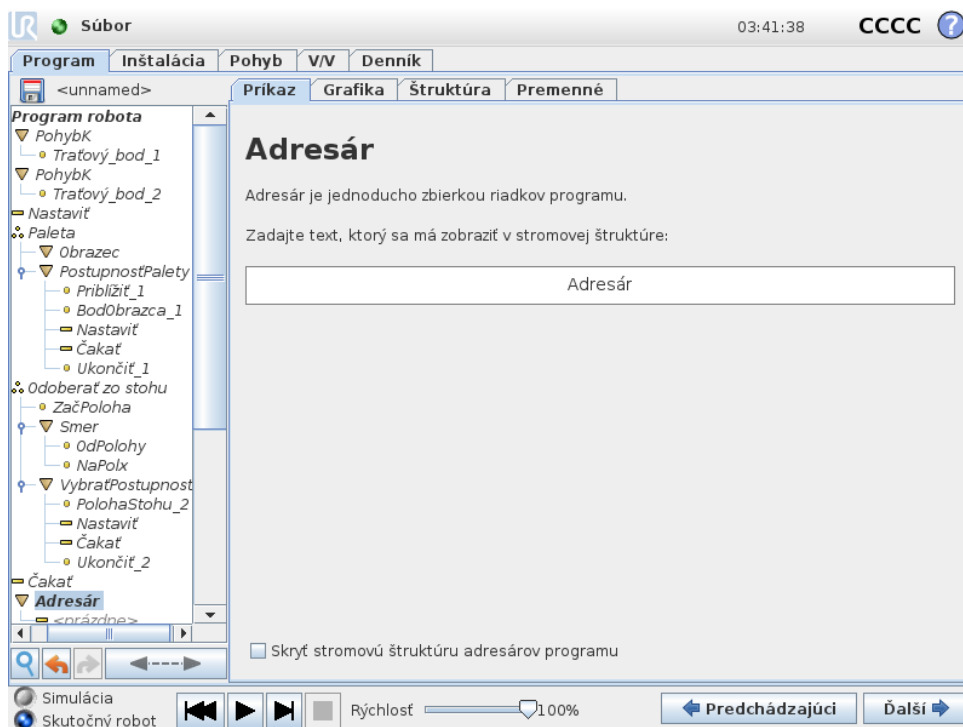 UR Súbor 03:41:38 CCCC ?
Program Inštalácia Pohyb V/V Denník
<unnamed> Príkaz Grafika Štruktúra Premenné
Program robota
PohybK
Traťový_bod_1
PohybK
Traťový_bod_2
Nastaviť
Paleta
Obrazec
PostupnosťPalety
Priblížiť_1
BodObrazca_1
Nastaviť
Čakať
Ukončiť_1
Odoberať zo stohu
ZačPoloha
Smer
OdPolohy
NaPolx
VybraťPostupnost
PolohaStohu_2
Nastaviť
Čakať
Ukončiť_2
Čakať
Adresár
<prázdne>
Adresár
Adresár je jednoducho zbierkou riadkov programu.
Zadajte text, ktorý sa má zobraziť v stromovej štruktúre:
Adresár
Skryť stromovú štruktúru adresárov programu
Simulácia
Skutočný robot
Rýchlosť 100%
Predchádzajúci
Ďalší